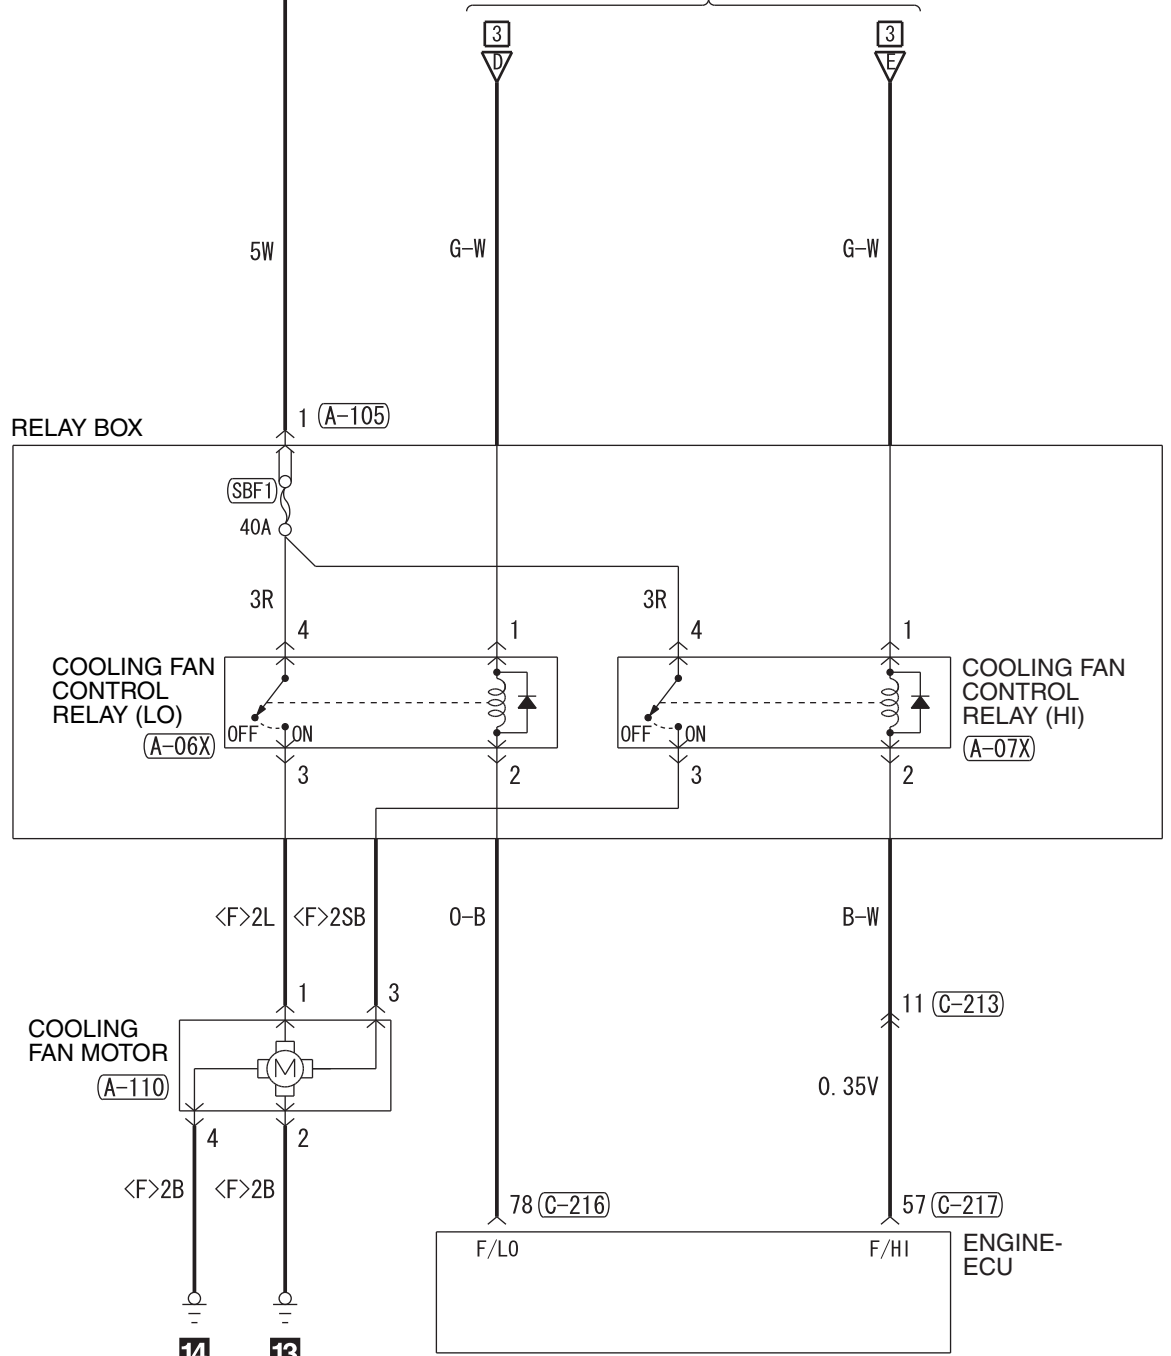 3
3
D
E
5W
G-W
G-W
1 A-105
RELAY BOX
SBF1
40A
3R
3R
4
1
4
1
COOLING FAN
CONTROL
RELAY (LO)
A-06X
OFF
ON
OFF
ON
COOLING FAN
CONTROL
RELAY (HI)
A-07X
3
2
3
2
<F>2L
<F>2SB
O-B
B-W
1
3
11 C-213
COOLING
FAN MOTOR
A-110
M
0.35V
4
2
<F>2B
<F>2B
78 C-216
57 C-217
F/LO
F/HI
ENGINE-
ECU
14
13